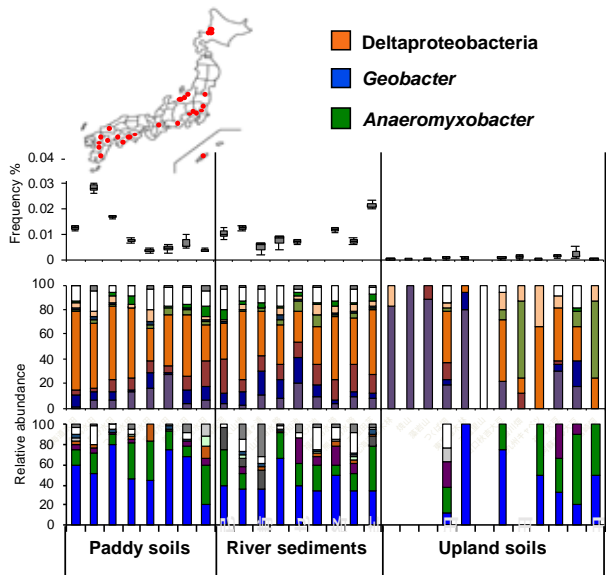 Deltaproteobacteria
Geobacter
Anaeromyxobacter
Frequency %
0.04
0.03
0.02
0.01
0
Relative abundance
100
80
60
40
20
0
100
80
60
40
20
0
Paddy soils
River sediments
Upland soils